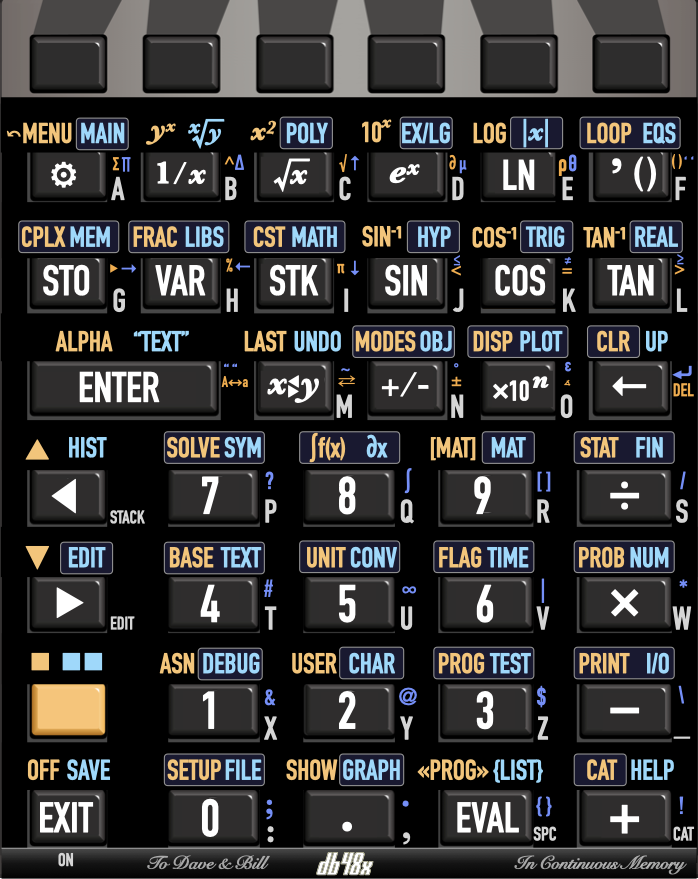 MENU MAIN yˣ ˣ√y x² POLY 10ˣ EX/LG LOG |x| LOOP EQS
⚙ Σ∏ A 1/x ^Δ B √x √↑ C eˣ ∂μ D LN ρθ E ’ () () F
CPLX MEM FRAC LIBS CST MATH SIN⁻¹ HYP COS⁻¹ TRIG TAN⁻¹ REAL
STO ▸→ G VAR %← H STK π↓ I SIN ≤< J COS ≠= K TAN ≥> L
ALPHA “TEXT” LAST UNDO MODES OBJ DISP PLOT CLR UP
ENTER A↔a x y ~⇄ M +/- °± N ×10ⁿ ε∡ O ← ↵ DEL
▲ HIST SOLVE SYM ∫f(x) ∂x [MAT] MAT STAT FIN
◀ STACK 7 ? P 8 ∫ Q 9 [] R ÷ / S
▼ EDIT BASE TEXT UNIT CONV FLAG TIME PROB NUM
▶ EDIT 4 # T 5 ∞ U 6 | V × * W
ASN DEBUG USER CHAR PROG TEST PRINT I/O
1 & X 2 @ Y 3 $ Z − \ _
OFF SAVE SETUP FILE SHOW GRAPH «PROG» {LIST} CAT HELP
EXIT 0 ; : . · , EVAL {} SPC + ! CAT
ON To Dave & Bill db48x In Continuous Memory